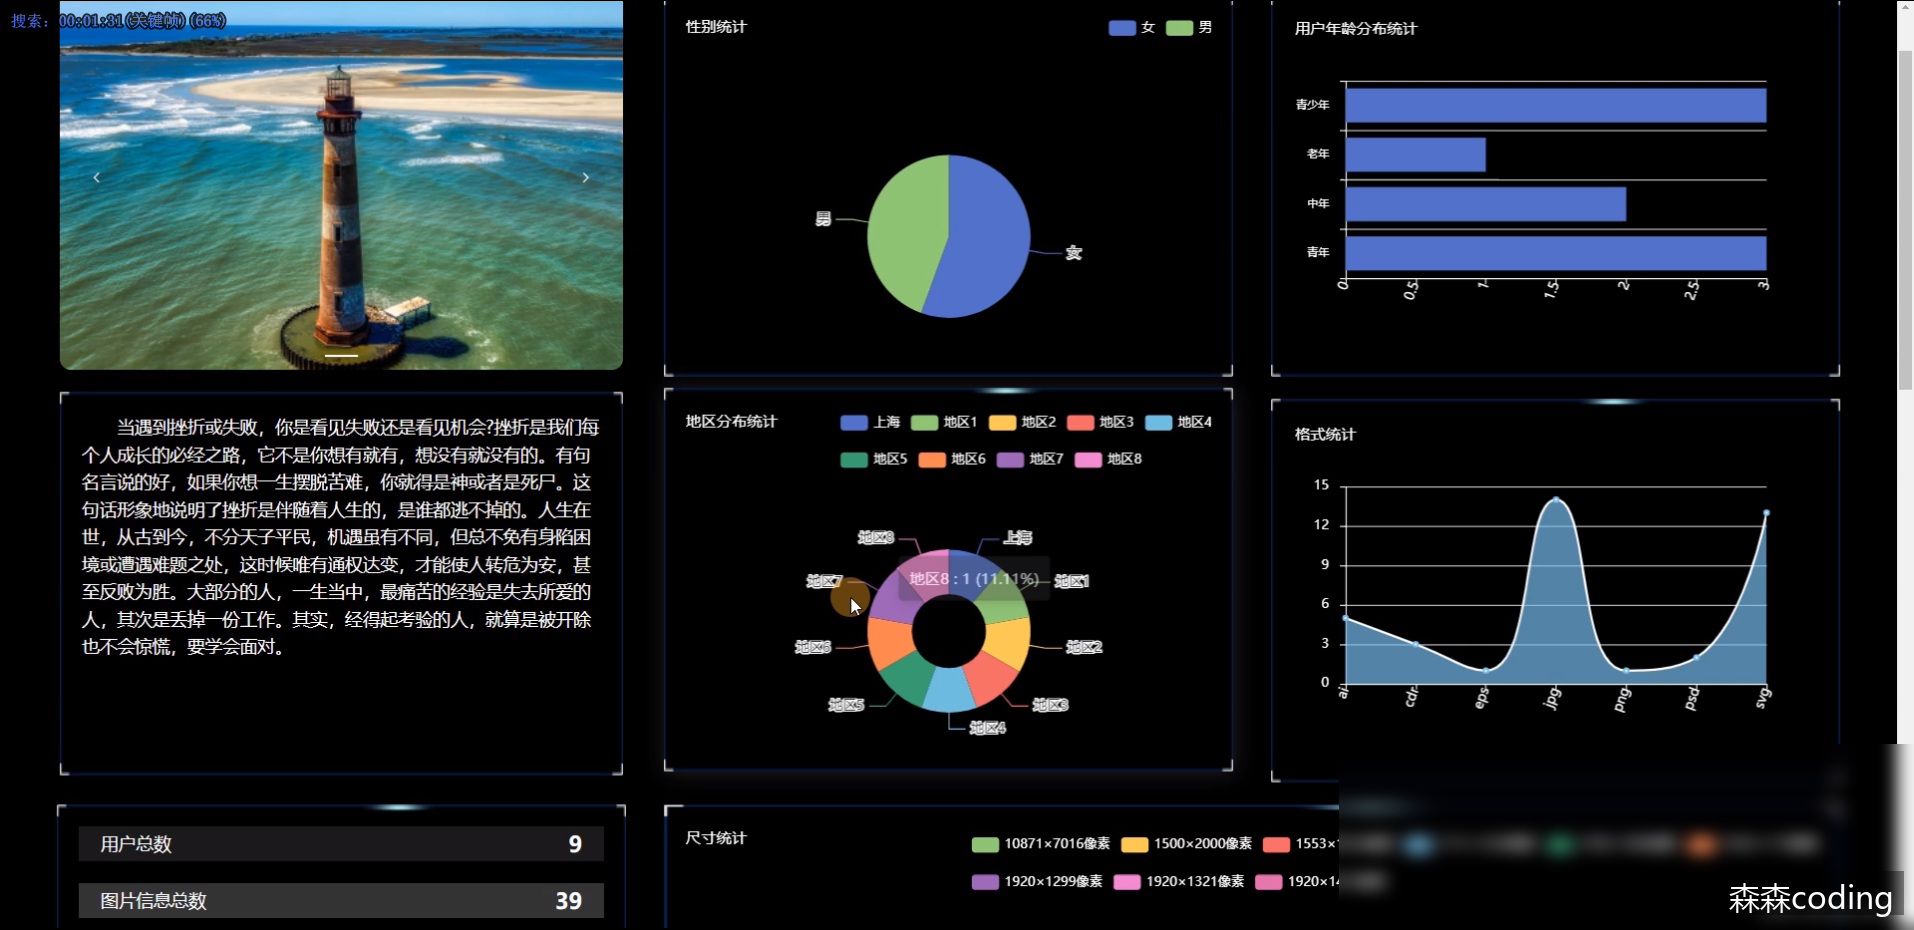 搜索: 00:01:31(关键帧)(66%)
性别统计
女 男
男
女
用户年龄分布统计
青少年
老年
中年
青年
0 0.5 1 1.5 2 2.5 3
当遇到挫折或失败，你是看见失败还是看见机会?挫折是我们每
个人成长的必经之路，它不是你想有就有，想没有就没有的。有句
名言说的好，如果你想一生摆脱苦难，你就得是神或者是死尸。这
句话形象地说明了挫折是伴随着人生的，是谁都逃不掉的。人生在
世，从古到今，不分天子平民，机遇虽有不同，但总不免有身陷困
境或遭遇难题之处，这时候唯有通权达变，才能使人转危为安，甚
至反败为胜。大部分的人，一生当中，最痛苦的经验是失去所爱的
人，其次是丢掉一份工作。其实，经得起考验的人，就算是被开除
也不会惊慌，要学会面对。
地区分布统计
上海 地区1 地区2 地区3 地区4
地区5 地区6 地区7 地区8
地区8 上海
地区8 : 1 (11.11%)
地区7 地区1
地区6 地区2
地区5 地区3
地区4
格式统计
15
12
9
6
3
0
ai cdr eps jpg png psd svg
用户总数 9
图片信息总数 39
尺寸统计
10871×7016像素 1500×2000像素 1553×
1920×1299像素 1920×1321像素 1920×14
森森coding